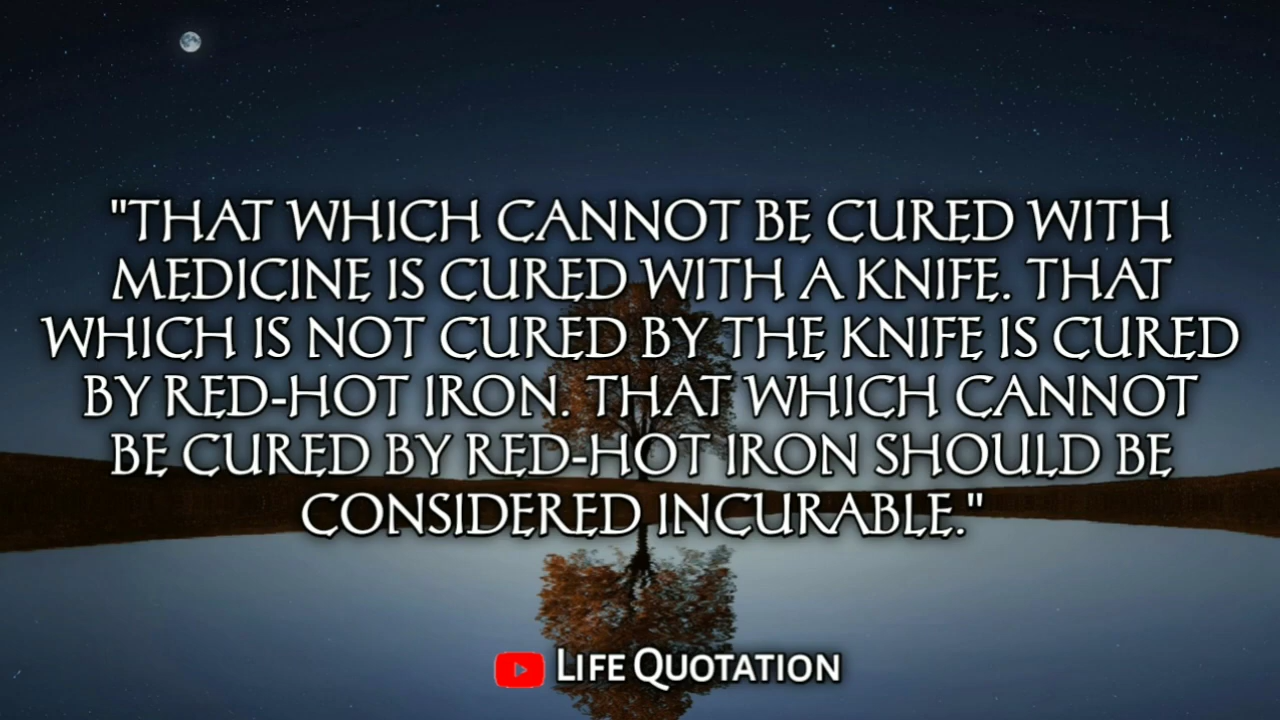 "THAT WHICH CANNOT BE CURED WITH
MEDICINE IS CURED WITH A KNIFE. THAT
WHICH IS NOT CURED BY THE KNIFE IS CURED
BY RED-HOT IRON. THAT WHICH CANNOT
BE CURED BY RED-HOT IRON SHOULD BE
CONSIDERED INCURABLE."
LIFE QUOTATION